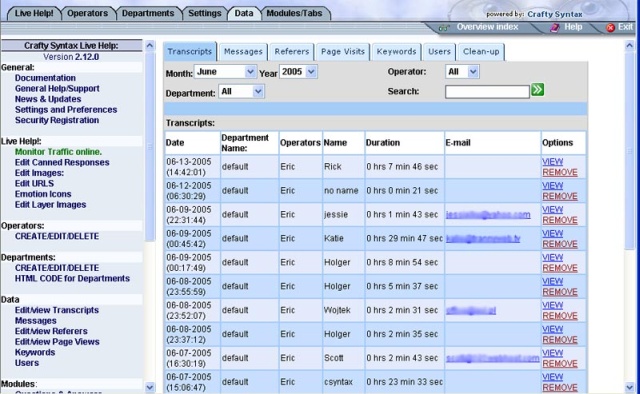 Live Help! Operators Departments Settings Data Modules/Tabs
powered by: Crafty Syntax
Overview index Help Exit
Crafty Syntax Live Help:
Version 2.12.0
General:
Documentation
General Help/Support
News & Updates
Settings and Preferences
Security Registration
Live Help!:
Monitor Traffic online.
Edit Canned Responses
Edit Images:
Edit URLS
Emotion Icons
Edit Layer Images
Operators:
CREATE/EDIT/DELETE
Departments:
CREATE/EDIT/DELETE
HTML CODE for Departments
Data
Edit/view Transcripts
Messages
Edit/view Referers
Edit/view Page Views
Keywords
Users
Modules:
Questions & Answers
Transcripts Messages Referers Page Visits Keywords Users Clean-up
Month: June Year 2005 Operator: All
Department: All Search:
Transcripts:
Date Department Name: Operators Name Duration E-mail Options
06-13-2005 default Eric Rick 0 hrs 7 min 46 sec VIEW
(14:42:01) REMOVE
06-12-2005 default Eric no name 0 hrs 0 min 21 sec VIEW
(06:30:29) REMOVE
06-09-2005 default Eric jessie 0 hrs 1 min 43 sec VIEW
(22:31:44) REMOVE
06-09-2005 default Eric Katie 0 hrs 29 min 47 sec VIEW
(00:45:42) REMOVE
06-09-2005 default Eric Holger 0 hrs 8 min 54 sec VIEW
(00:17:49) REMOVE
06-08-2005 default Eric Holger 0 hrs 5 min 37 sec VIEW
(23:55:59) REMOVE
06-08-2005 default Eric Wojtek 0 hrs 2 min 31 sec VIEW
(23:52:07) REMOVE
06-08-2005 default Eric Holger 0 hrs 2 min 35 sec VIEW
(23:37:12) REMOVE
06-07-2005 default Eric Scott 0 hrs 2 min 43 sec VIEW
(16:30:19) REMOVE
06-07-2005 default Eric csyntax 0 hrs 23 min 33 sec VIEW
(15:06:47) REMOVE